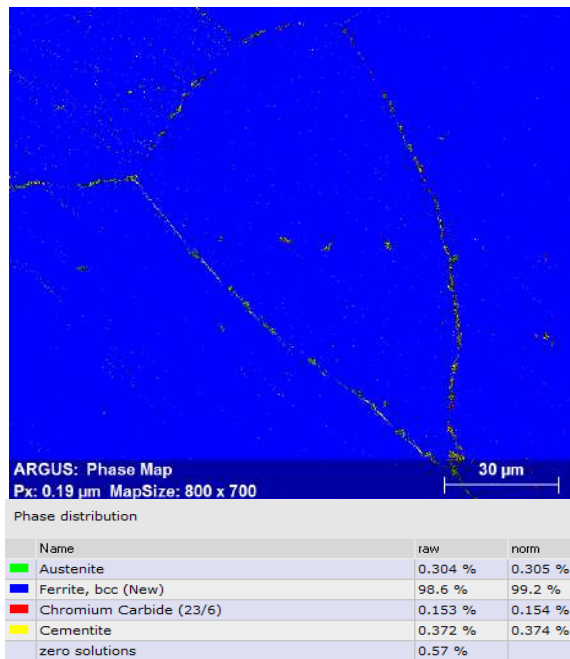 ARGUS: Phase Map
30 µm
Px: 0.19 µm MapSize: 800 x 700
Phase distribution
Name raw norm
Austenite 0.304 % 0.305 %
Ferrite, bcc (New) 98.6 % 99.2 %
Chromium Carbide (23/6) 0.153 % 0.154 %
Cementite 0.372 % 0.374 %
zero solutions 0.57 %